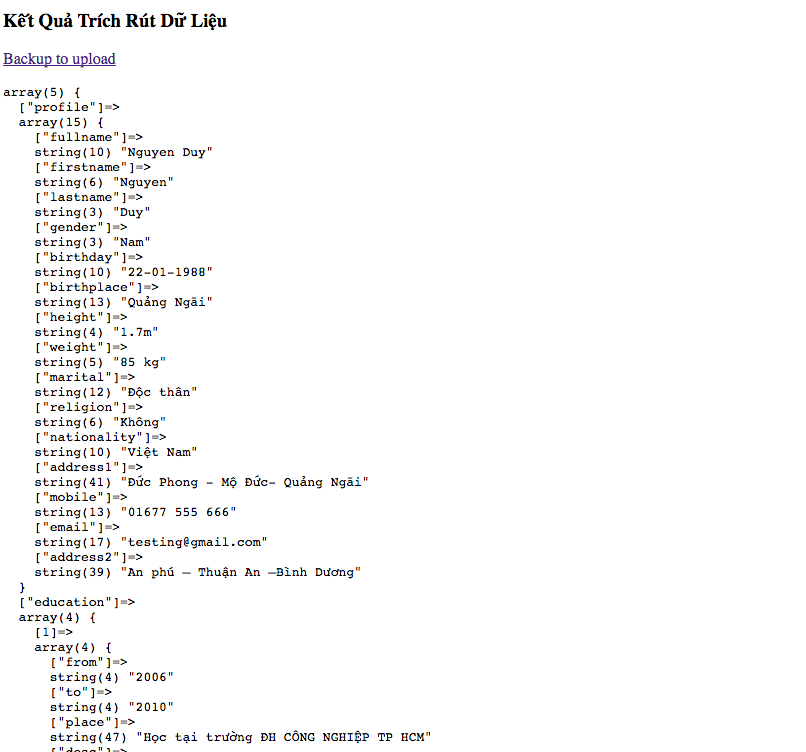 Kết Quả Trích Rút Dữ Liệu
Backup to upload
array(5) {
  ["profile"]=>
  array(15) {
    ["fullname"]=>
    string(10) "Nguyen Duy"
    ["firstname"]=>
    string(6) "Nguyen"
    ["lastname"]=>
    string(3) "Duy"
    ["gender"]=>
    string(3) "Nam"
    ["birthday"]=>
    string(10) "22-01-1988"
    ["birthplace"]=>
    string(13) "Quảng Ngãi"
    ["height"]=>
    string(4) "1.7m"
    ["weight"]=>
    string(5) "85 kg"
    ["marital"]=>
    string(12) "Độc thân"
    ["religion"]=>
    string(6) "Không"
    ["nationality"]=>
    string(10) "Việt Nam"
    ["address1"]=>
    string(41) "Đức Phong - Mộ Đức- Quảng Ngãi"
    ["mobile"]=>
    string(13) "01677 555 666"
    ["email"]=>
    string(17) "testing@gmail.com"
    ["address2"]=>
    string(39) "An phú – Thuận An –Bình Dương"
  }
  ["education"]=>
  array(4) {
    [1]=>
    array(4) {
      ["from"]=>
      string(4) "2006"
      ["to"]=>
      string(4) "2010"
      ["place"]=>
      string(47) "Học tại trường ĐH CÔNG NGHIỆP TP HCM"
      ["desc"]=>